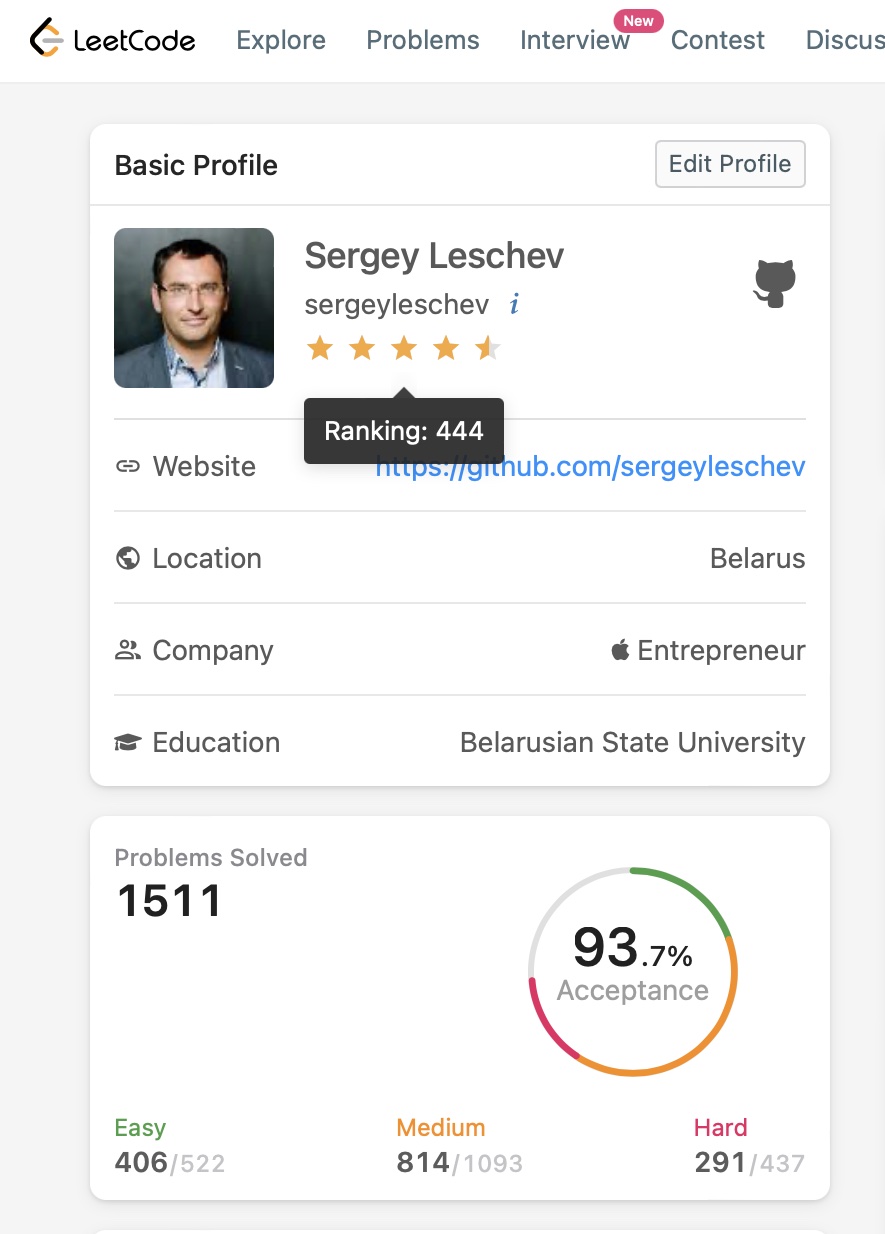 LeetCode Explore Problems Interview New Contest Discus
Basic Profile Edit Profile
Sergey Leschev
sergeyleschev i
Ranking: 444
Website https://github.com/sergeyleschev
Location Belarus
Company Entrepreneur
Education Belarusian State University
Problems Solved
1511
93.7%
Acceptance
Easy Medium Hard
406/522 814/1093 291/437